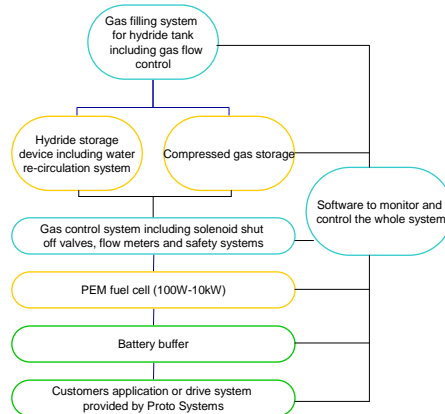 Gas filling system
for hydride tank
including gas flow
control
Hydride storage
device including water
re-circulation system
Compressed gas storage
Software to monitor and
control the whole system
Gas control system including solenoid shut
off valves, flow meters and safety systems
PEM fuel cell (100W-10kW)
Battery buffer
Customers application or drive system
provided by Proto Systems